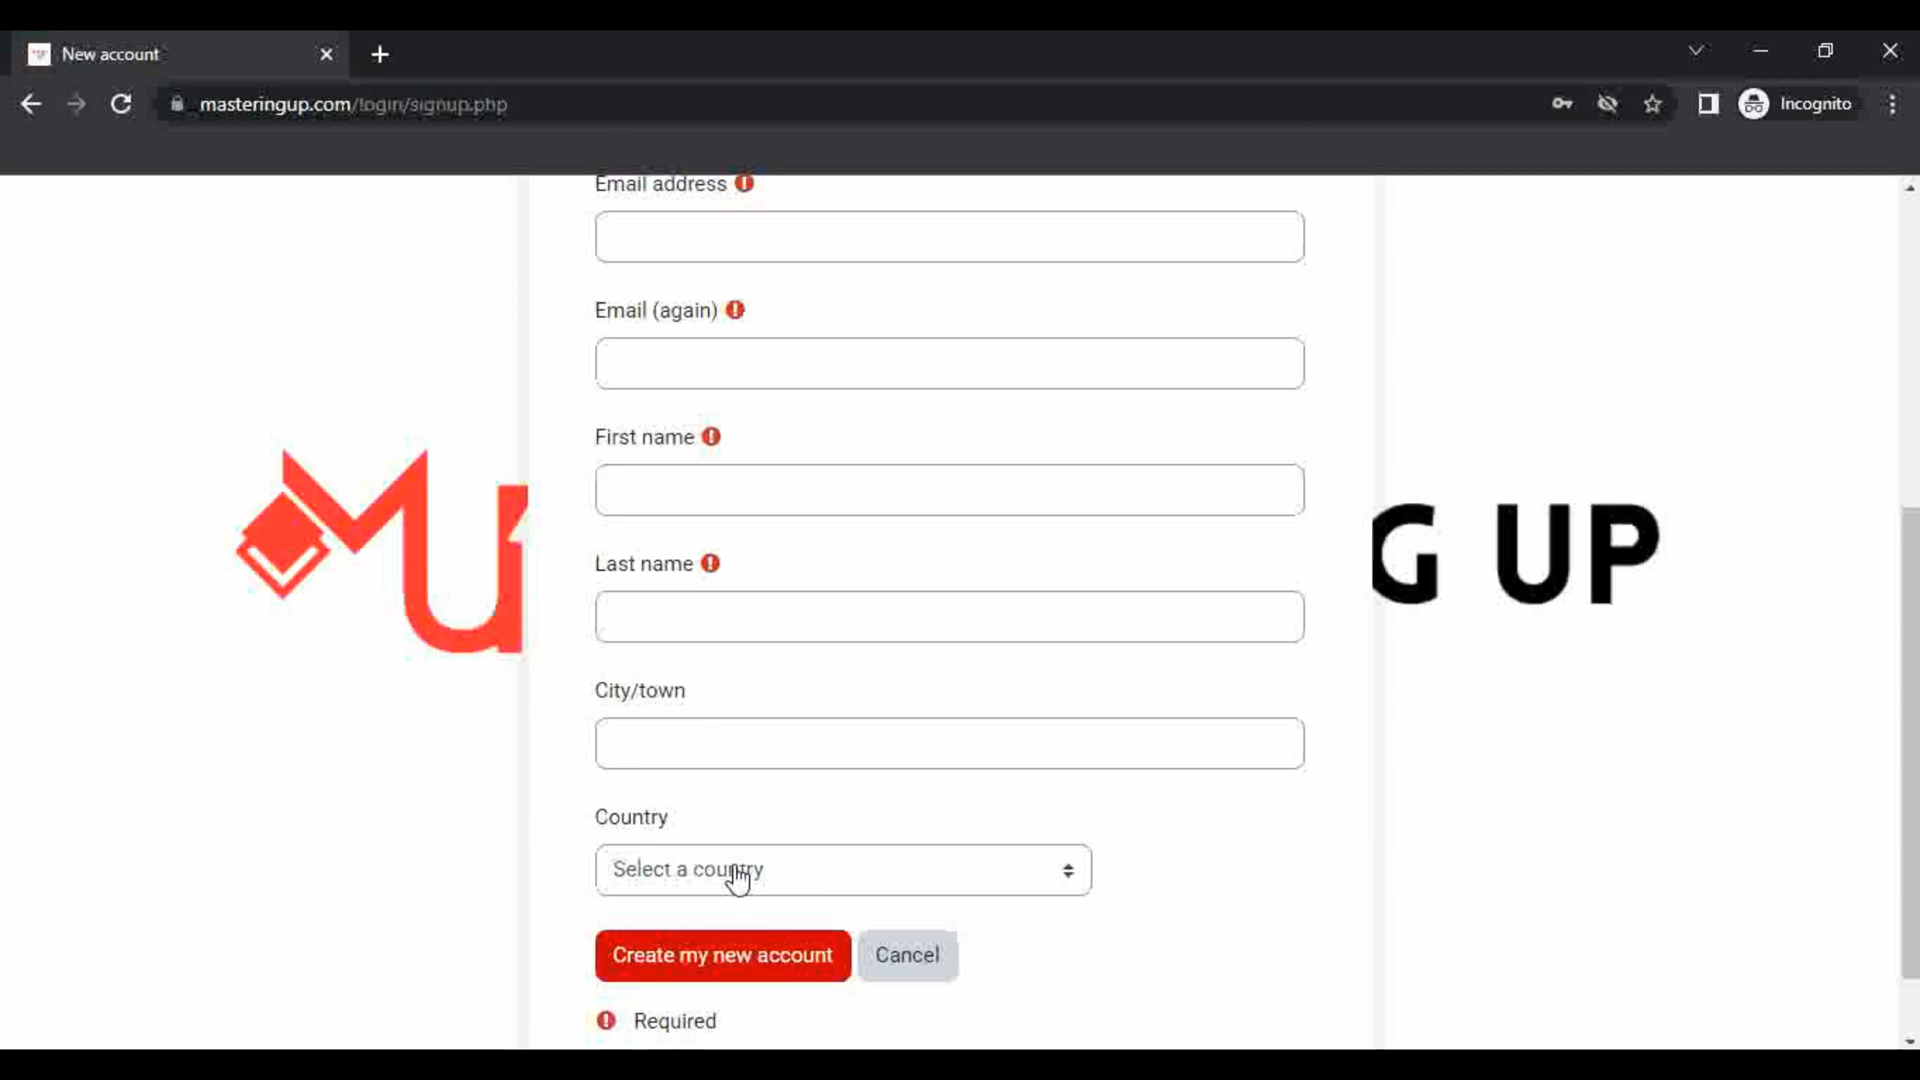 New account
masteringup.com/login/signup.php
Incognito
Email address
Email (again)
First name
MU
G UP
Last name
City/town
Country
Select a country
Create my new account
Cancel
Required